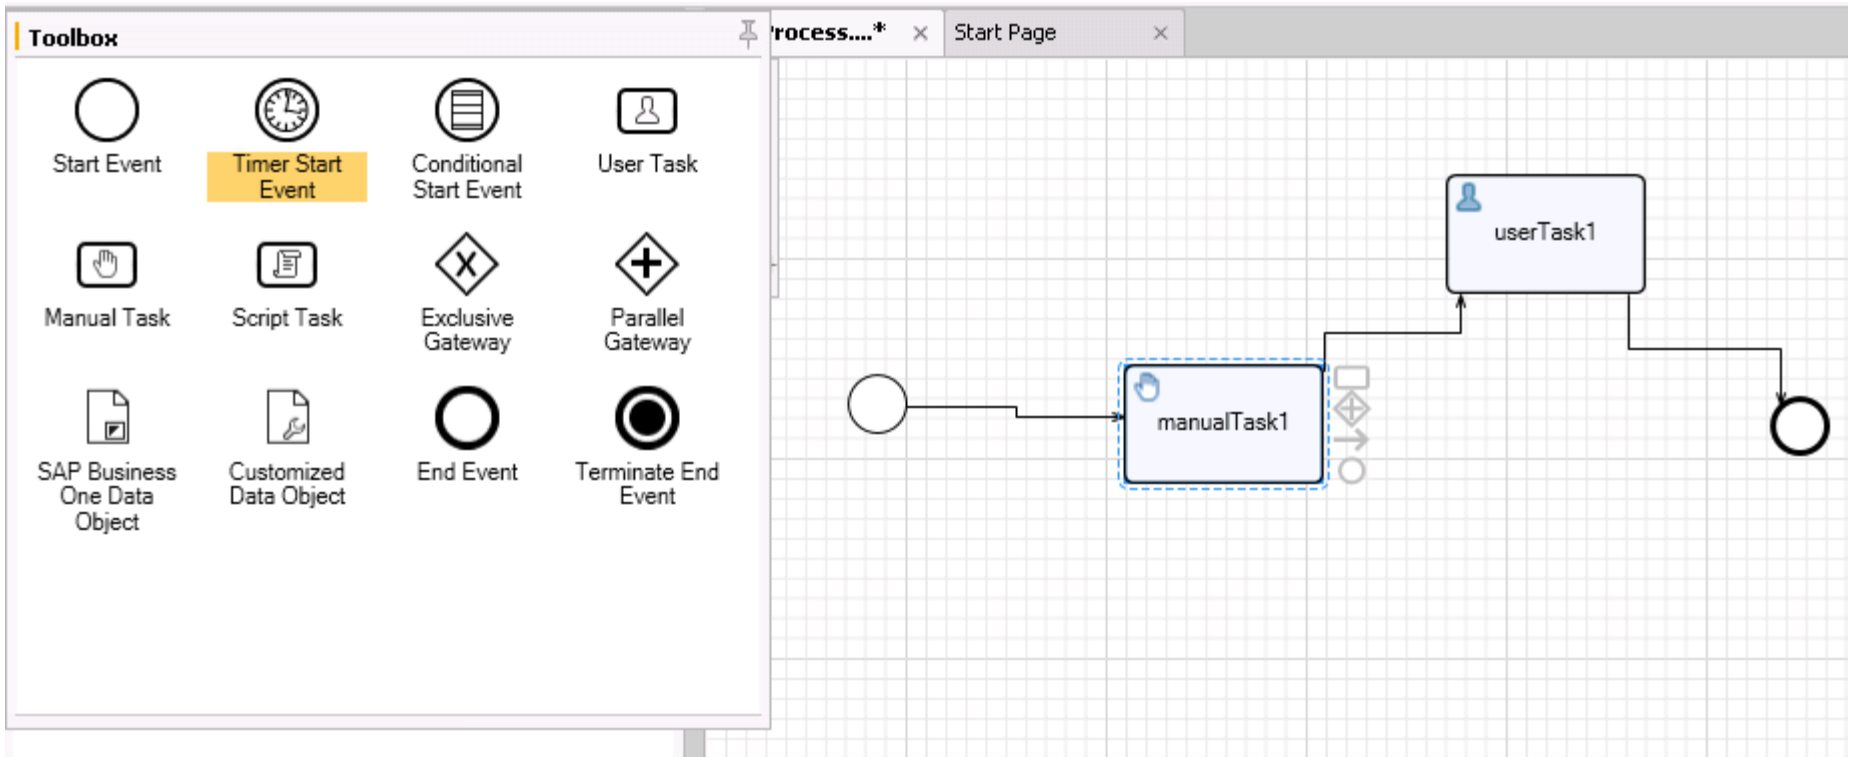 Toolbox
rocess....*
Start Page
Start Event
Timer Start
Event
Conditional
Start Event
User Task
Manual Task
Script Task
Exclusive
Gateway
Parallel
Gateway
SAP Business
One Data
Object
Customized
Data Object
End Event
Terminate End
Event
userTask1
manualTask1